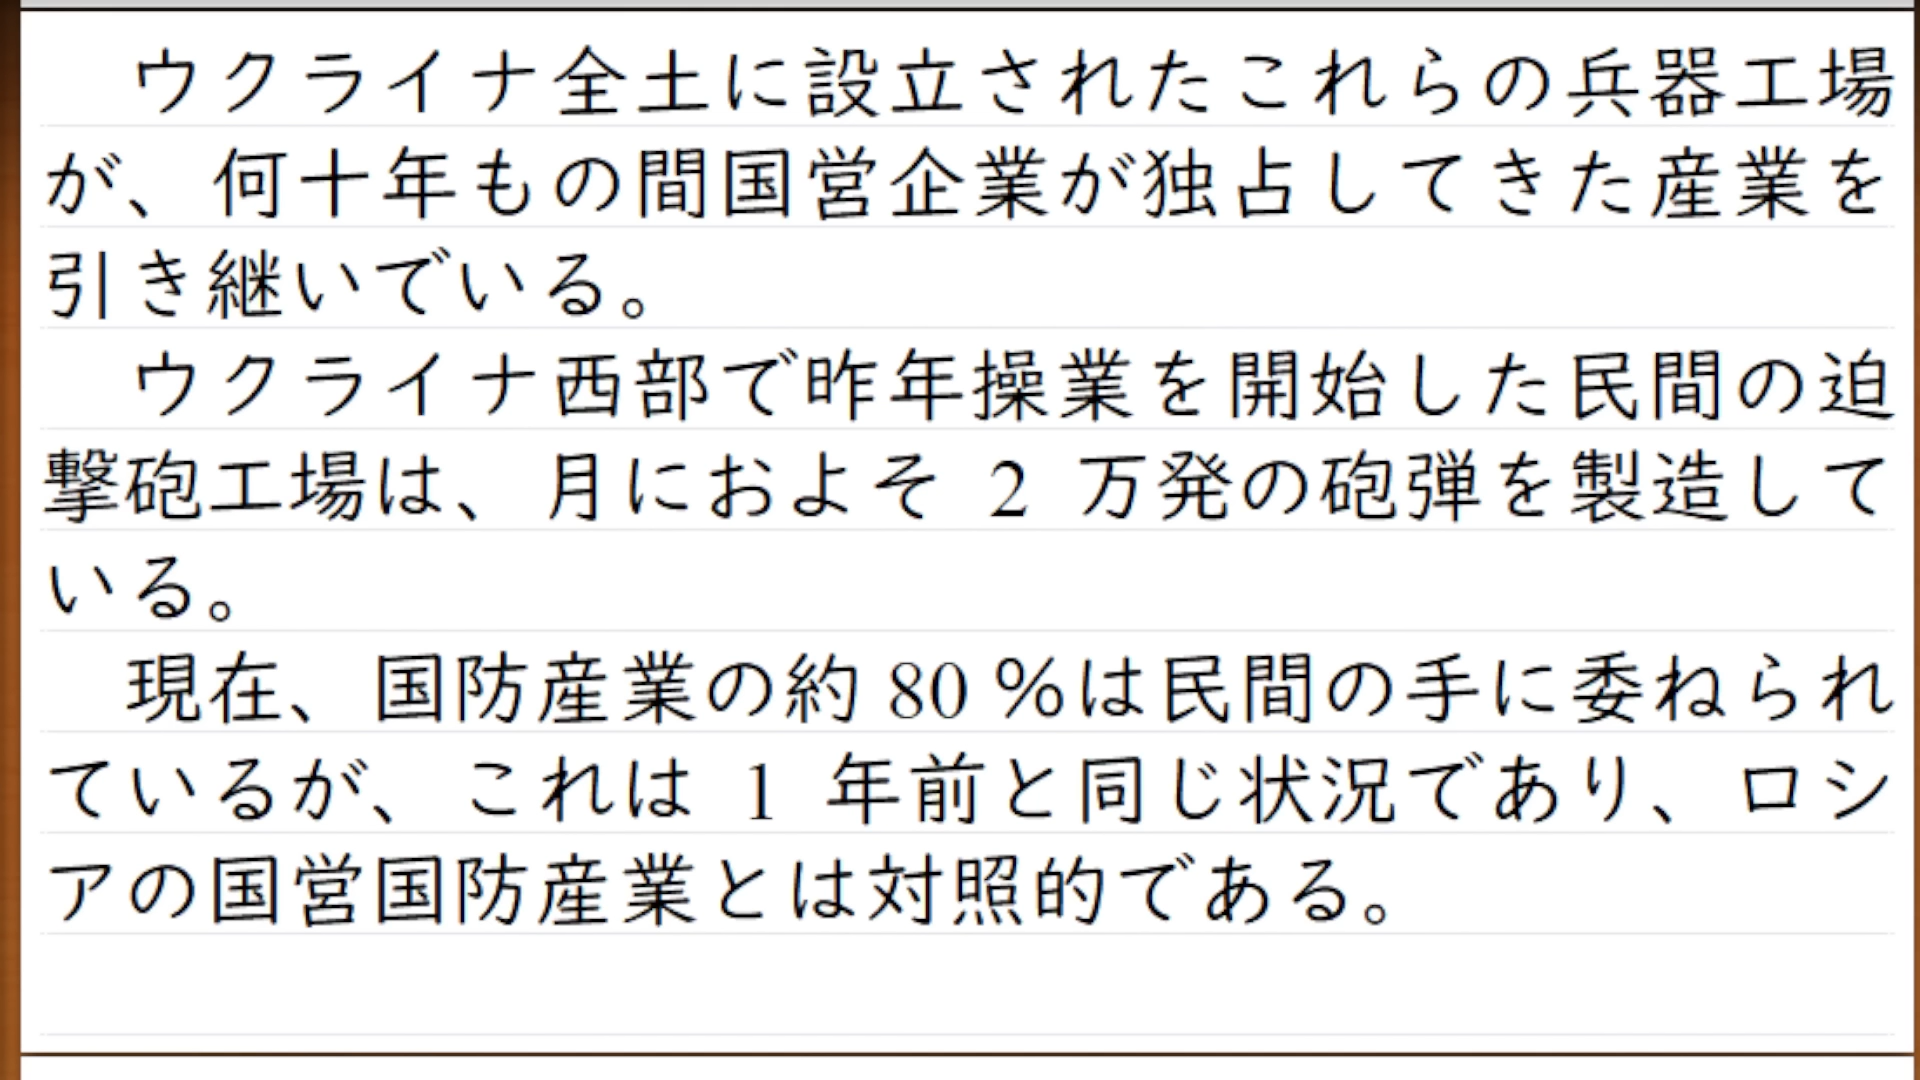 ウクライナ全土に設立されたこれらの兵器工場
が、何十年もの間国営企業が独占してきた産業を
引き継いでいる。
ウクライナ西部で昨年操業を開始した民間の迫
撃砲工場は、月におよそ 2 万発の砲弾を製造して
いる。
現在、国防産業の約 80 %は民間の手に委ねられ
ているが、これは 1 年前と同じ状況であり、ロシ
アの国営国防産業とは対照的である。